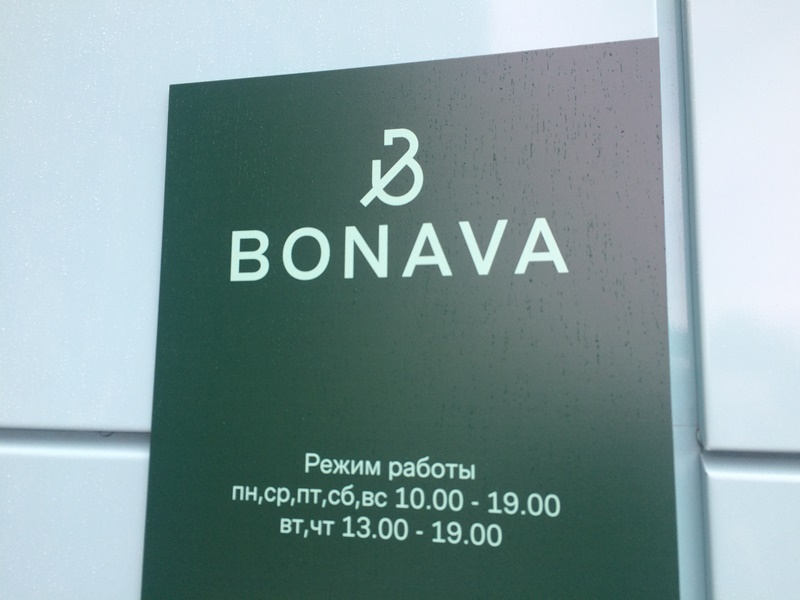 BONAVA
Режим работы
пн,ср,пт,сб,вс 10.00 - 19.00
вт,чт 13.00 - 19.00